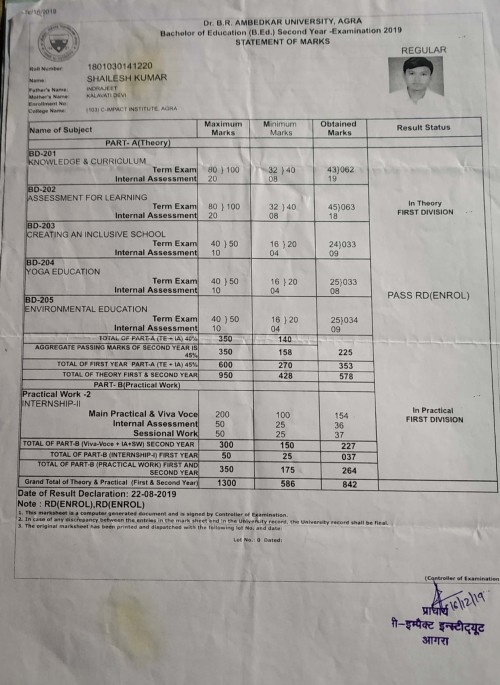 Dr. B.R. AMBEDKAR UNIVERSITY, AGRA
Bachelor of Education (B.Ed.) Second Year -Examination 2019
STATEMENT OF MARKS
REGULAR
Roll Number: 1801030141220
Name: SHAILESH KUMAR
Father's Name: INDRAJEET
Mother's Name: KALAVATI DEVI
Enrollment No:
College Name: (103) C-IMPACT INSTITUTE, AGRA
Name of Subject Maximum Marks Minimum Marks Obtained Marks Result Status
PART- A(Theory)
BD-201
KNOWLEDGE & CURRICULUM
Term Exam 80 ) 100 32 ) 40 43)062
Internal Assessment 20 08 19
BD-202
ASSESSMENT FOR LEARNING
Term Exam 80 ) 100 32 ) 40 45)063
Internal Assessment 20 08 18
In Theory
FIRST DIVISION
BD-203
CREATING AN INCLUSIVE SCHOOL
Term Exam 40 ) 50 16 ) 20 24)033
Internal Assessment 10 04 09
BD-204
YOGA EDUCATION
Term Exam 40 ) 50 16 ) 20 25)033
Internal Assessment 10 04 08
PASS RD(ENROL)
BD-205
ENVIRONMENTAL EDUCATION
Term Exam 40 ) 50 16 ) 20 25)034
Internal Assessment 10 04 09
TOTAL OF PART-A (TE + IA) 40% 350 140
AGGREGATE PASSING MARKS OF SECOND YEAR IS 45% 350 158 225
TOTAL OF FIRST YEAR PART-A (TE + IA) 45% 600 270 353
TOTAL OF THEORY FIRST & SECOND YEAR 950 428 578
PART- B(Practical Work)
Practical Work -2
INTERNSHIP-II
Main Practical & Viva Voce 200 100 154
Internal Assessment 50 25 36
Sessional Work 50 25 37
In Practical
FIRST DIVISION
TOTAL OF PART-B (Viva-Voce + IA+SW) SECOND YEAR 300 150 227
TOTAL OF PART-B (INTERNSHIP-I) FIRST YEAR 50 25 037
TOTAL OF PART-B (PRACTICAL WORK) FIRST AND SECOND YEAR 350 175 264
Grand Total of Theory & Practical (First & Second Year) 1300 586 842
Date of Result Declaration: 22-08-2019
Note : RD(ENROL),RD(ENROL)
1. This marksheet is a computer generated document and is signed by Controller of Examination.
2. In case of any discrepancy between the entries in the mark sheet and in the University record, the University record shall be final.
3. The original marksheet has been printed and dispatched with the following lot No. and date:
Lot No.: 0 Dated:
(Controller of Examination
16/12/19
प्राचार्य
सी-इम्पैक्ट इन्स्टीट्यूट
आगरा